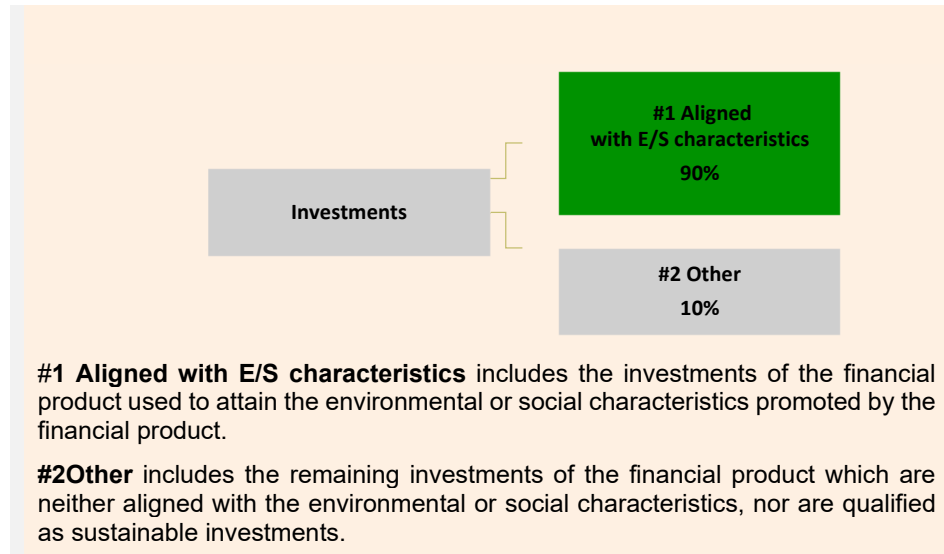 #1 Aligned
with E/S characteristics
90%
Investments
#2 Other
10%
#1 Aligned with E/S characteristics includes the investments of the financial
product used to attain the environmental or social characteristics promoted by the
financial product.
#2Other includes the remaining investments of the financial product which are
neither aligned with the environmental or social characteristics, nor are qualified
as sustainable investments.